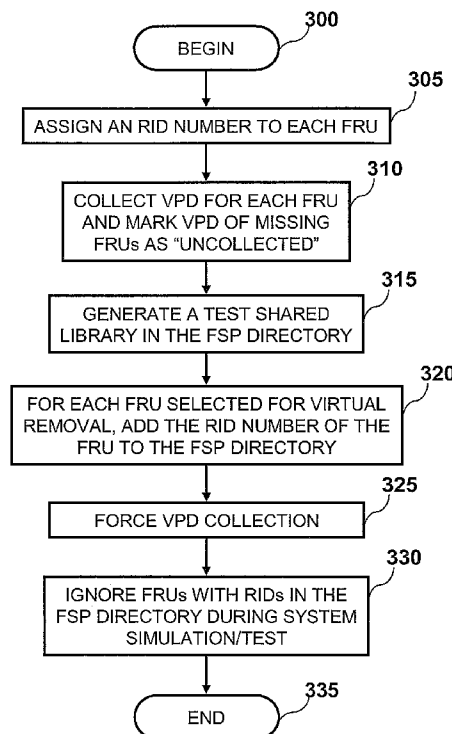 300
BEGIN
305
ASSIGN AN RID NUMBER TO EACH FRU
310
COLLECT VPD FOR EACH FRU
AND MARK VPD OF MISSING
FRUs AS "UNCOLLECTED"
315
GENERATE A TEST SHARED
LIBRARY IN THE FSP DIRECTORY
320
FOR EACH FRU SELECTED FOR VIRTUAL
REMOVAL, ADD THE RID NUMBER OF THE
FRU TO THE FSP DIRECTORY
325
FORCE VPD COLLECTION
330
IGNORE FRUs WITH RIDs IN THE
FSP DIRECTORY DURING SYSTEM
SIMULATION/TEST
335
END